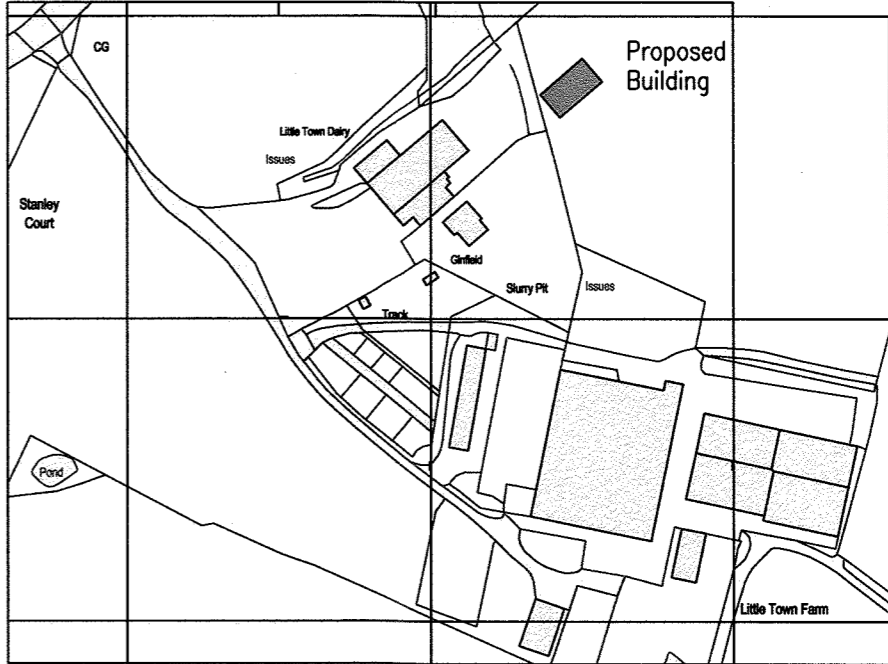 CG
Proposed
Building
Little Town Dairy
Issues
Stanley
Court
Ginfield
Slurry Pit
Issues
Track
Pond
Little Town Farm